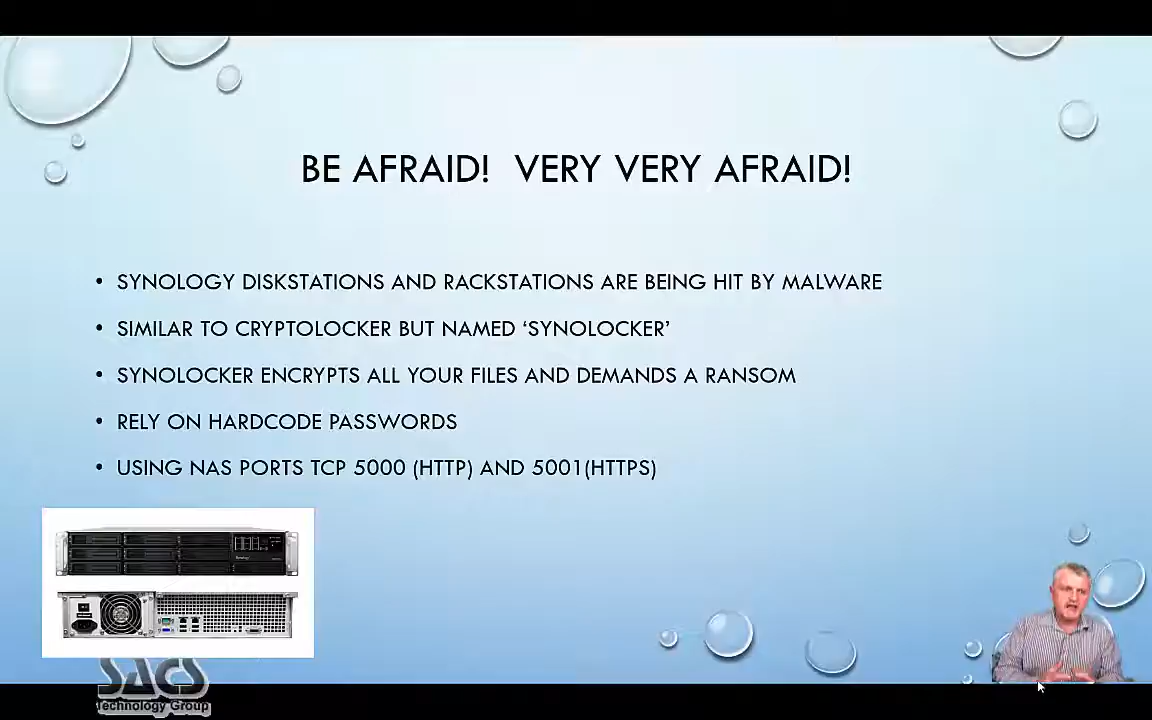 BE AFRAID! VERY VERY AFRAID!
• SYNOLOGY DISKSTATIONS AND RACKSTATIONS ARE BEING HIT BY MALWARE
• SIMILAR TO CRYPTOLOCKER BUT NAMED ‘SYNOLOCKER’
• SYNOLOCKER ENCRYPTS ALL YOUR FILES AND DEMANDS A RANSOM
• RELY ON HARDCODE PASSWORDS
• USING NAS PORTS TCP 5000 (HTTP) AND 5001(HTTPS)
SACS
Technology Group